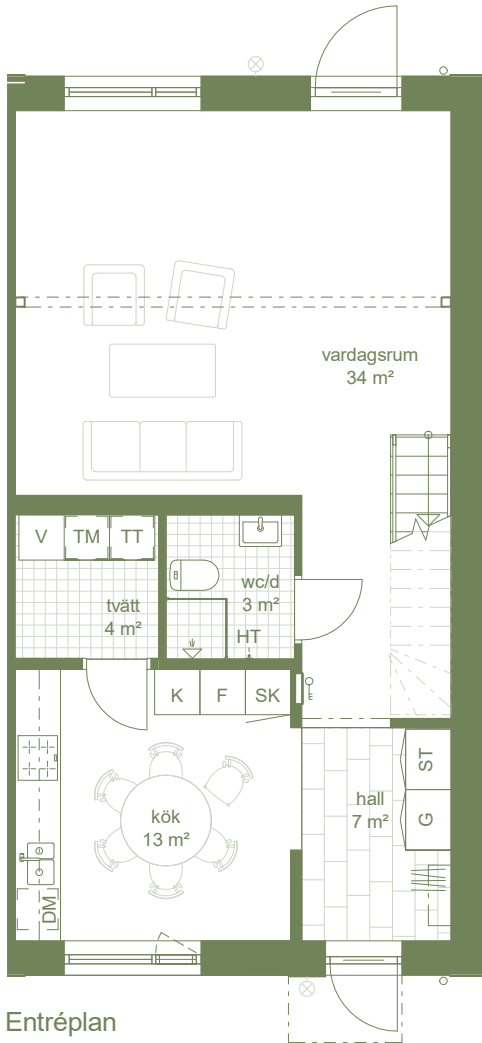 vardagsrum
34 m²
V
TM
TT
wc/d
3 m²
tvätt
4 m²
HT
K
F
SK
ST
hall
7 m²
G
kök
13 m²
DM
Entréplan